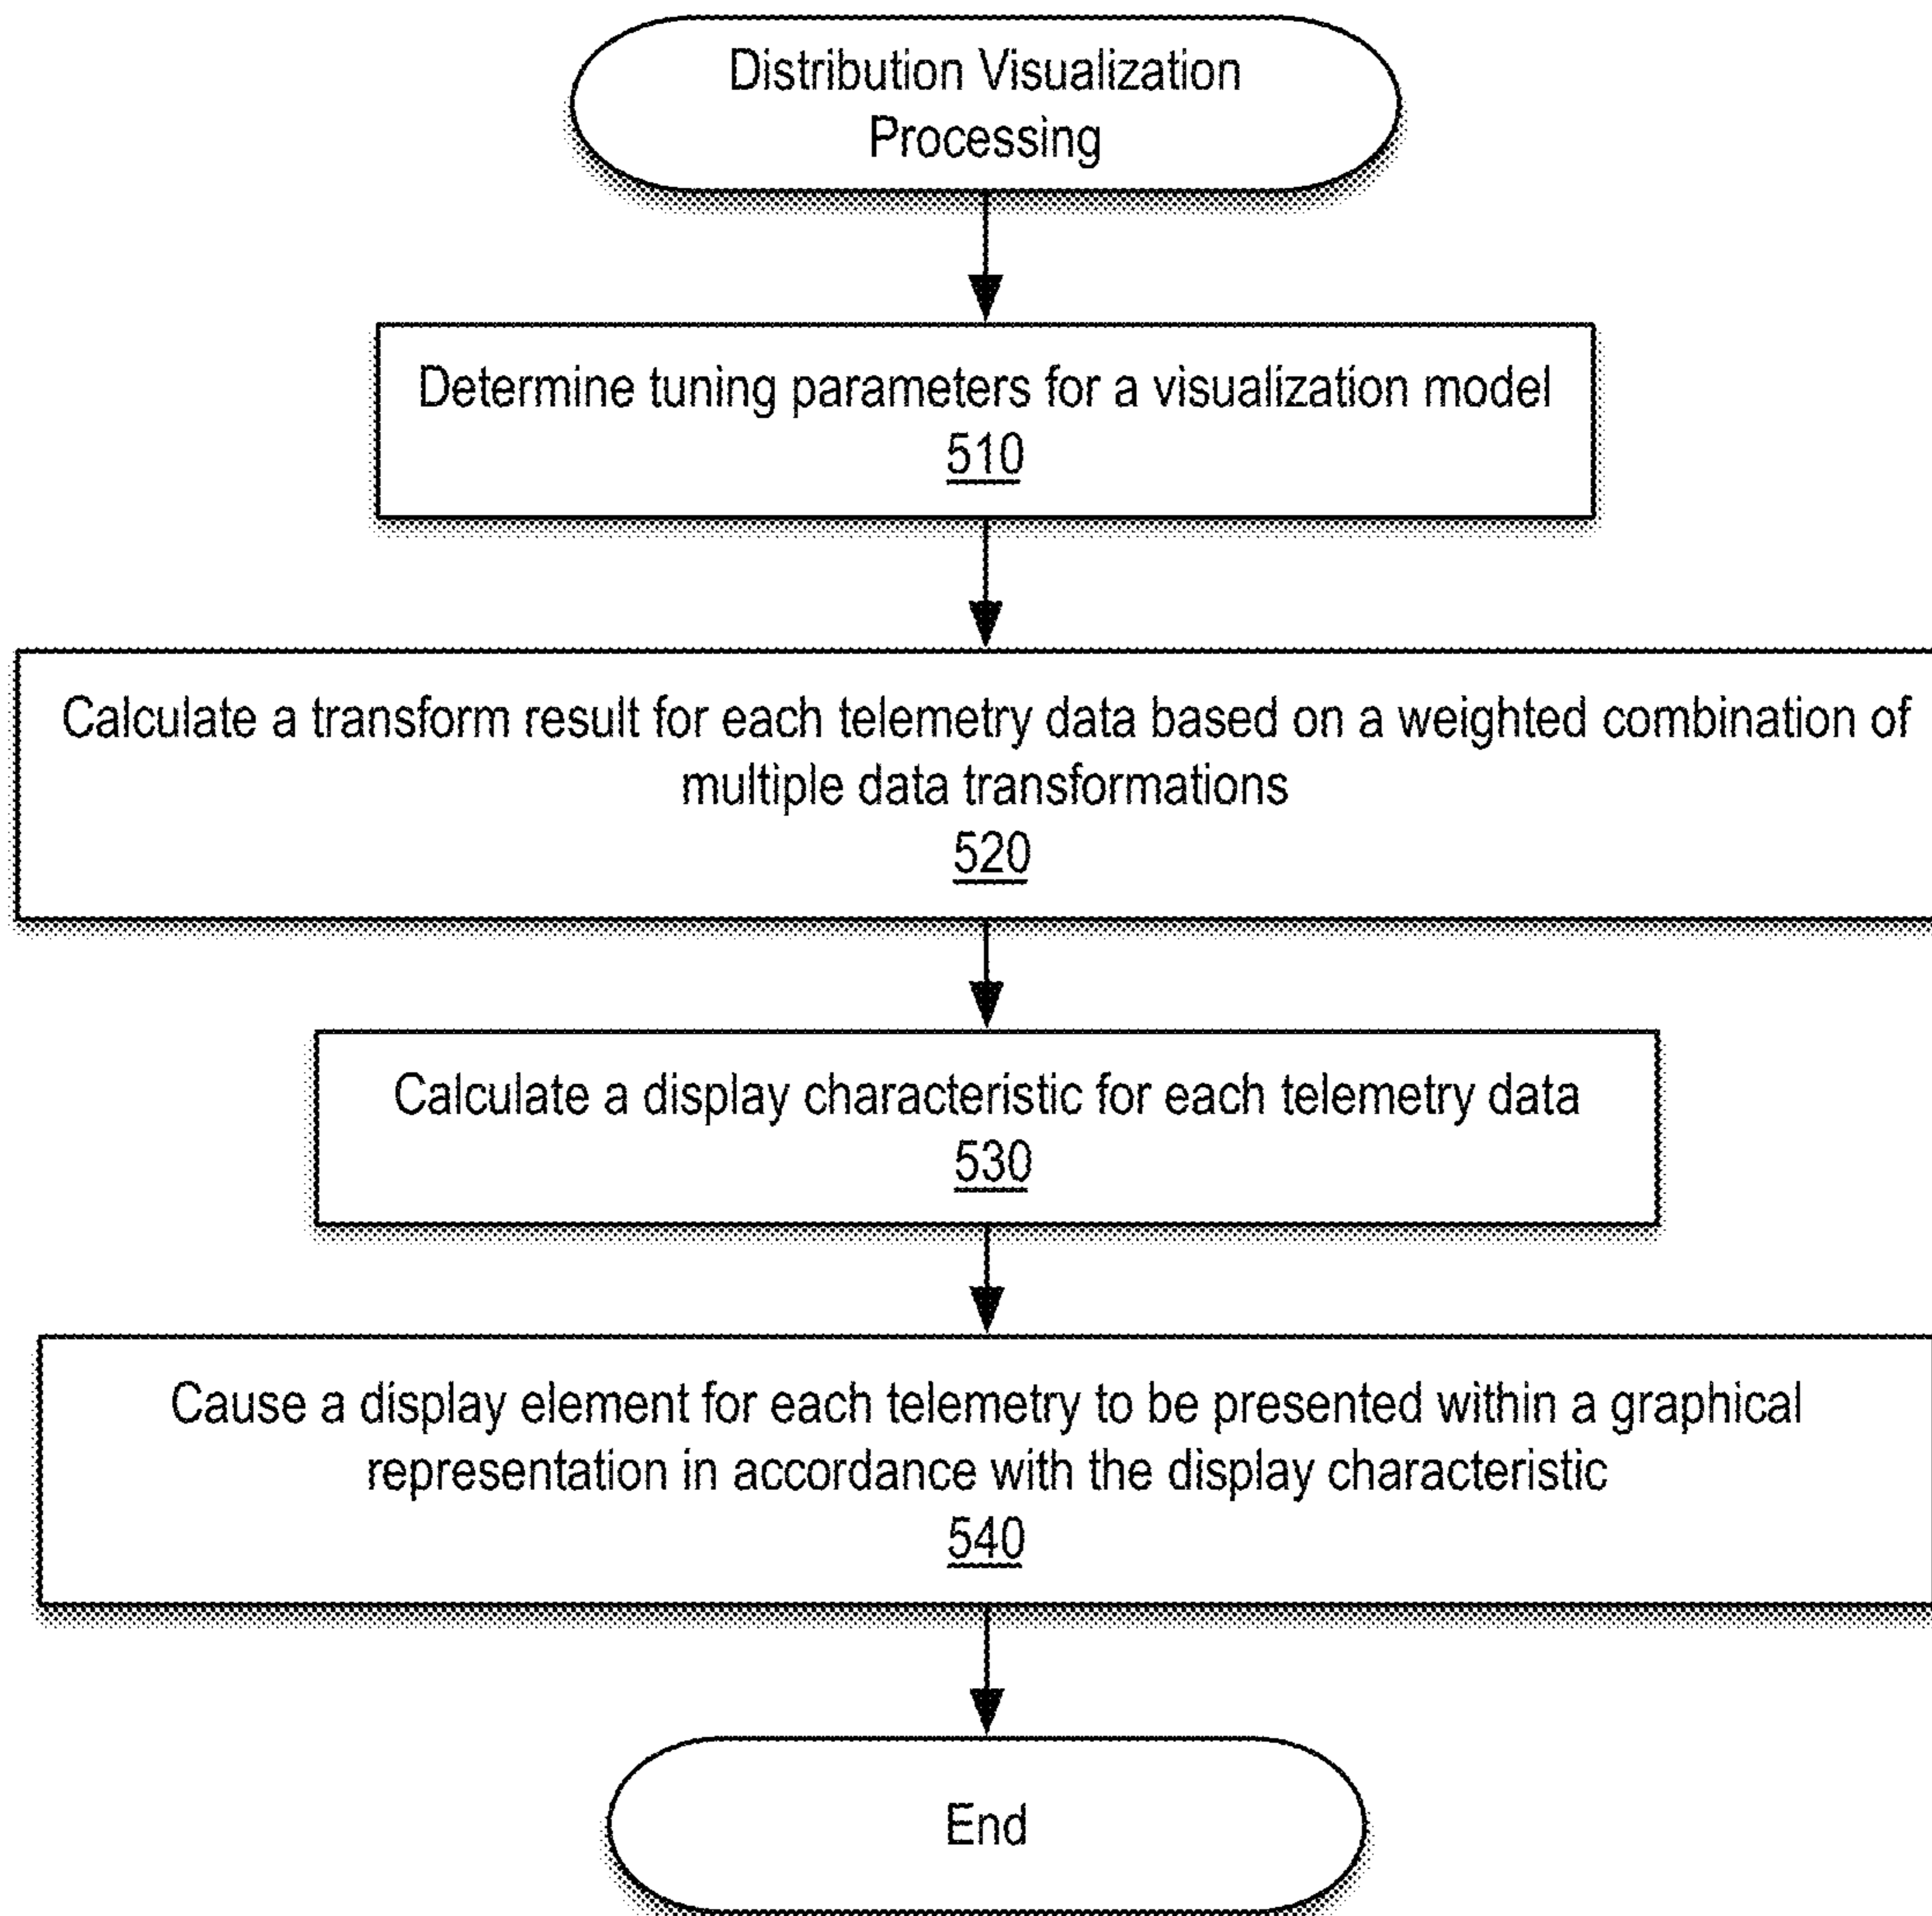 Distribution Visualization
Processing
Determine tuning parameters for a visualization model
510
Calculate a transform result for each telemetry data based on a weighted combination of
multiple data transformations
520
Calculate a display characteristic for each telemetry data
530
Cause a display element for each telemetry to be presented within a graphical
representation in accordance with the display characteristic
540
End